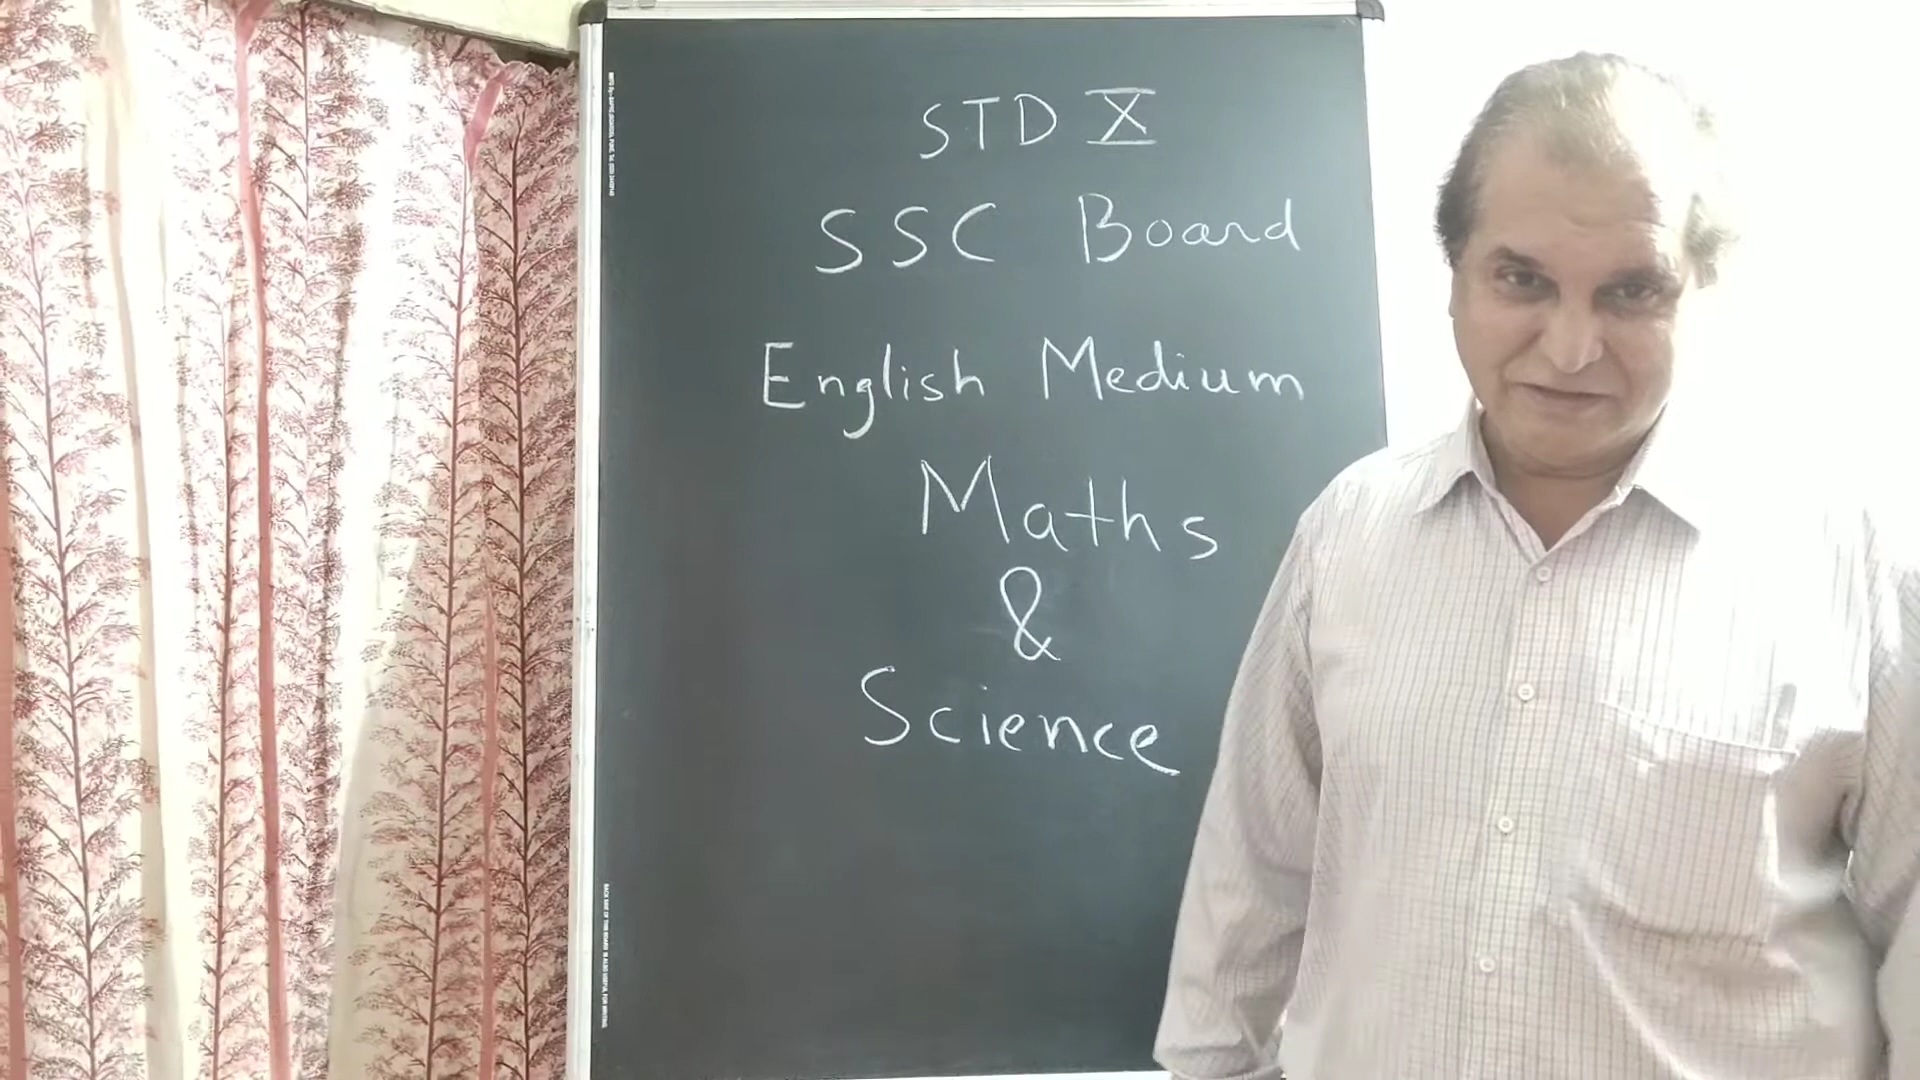 STD X
SSC Board
English Medium
Maths
&
Science